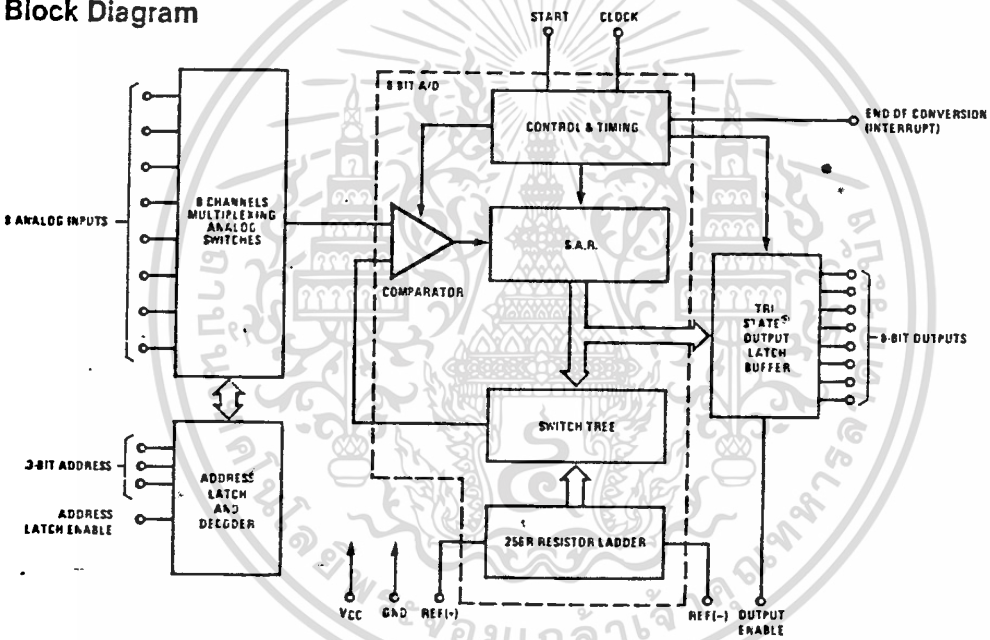 Block Diagram
START
CLOCK
8 BIT A/D
CONTROL & TIMING
END OF CONVERSION
(INTERRUPT)
8 ANALOG INPUTS
8 CHANNELS
MULTIPLEXING
ANALOG
SWITCHES
S.A.R.
COMPARATOR
TRI
STATE®
OUTPUT
LATCH
BUFFER
8-BIT OUTPUTS
SWITCH TREE
3-BIT ADDRESS
ADDRESS
LATCH ENABLE
ADDRESS
LATCH
AND
DECODER
256R RESISTOR LADDER
VCC
GND
REF(+)
REF(-)
OUTPUT
ENABLE